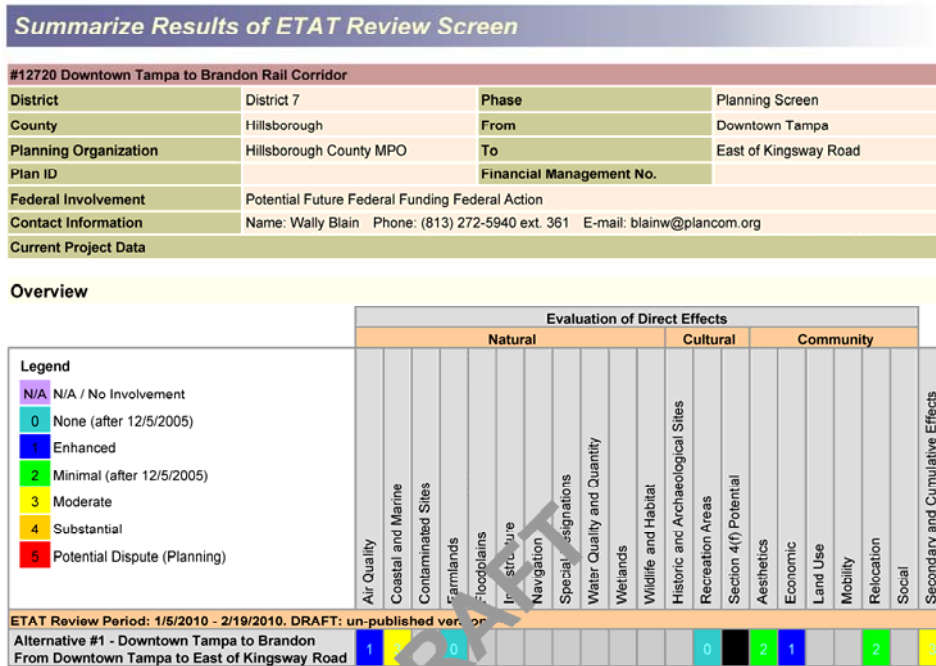 Summarize Results of ETAT Review Screen
#12720 Downtown Tampa to Brandon Rail Corridor
District District 7 Phase Planning Screen
County Hillsborough From Downtown Tampa
Planning Organization Hillsborough County MPO To East of Kingsway Road
Plan ID Financial Management No.
Federal Involvement Potential Future Federal Funding Federal Action
Contact Information Name: Wally Blain Phone: (813) 272-5940 ext. 361 E-mail: blainw@plancom.org
Current Project Data
Overview
Evaluation of Direct Effects
Natural Cultural Community
Legend
N/A N/A / No Involvement
0 None (after 12/5/2005)
1 Enhanced
2 Minimal (after 12/5/2005)
3 Moderate
4 Substantial
5 Potential Dispute (Planning)
Air Quality
Coastal and Marine
Contaminated Sites
Farmlands
Floodplains
Infrastructure
Navigation
Special Designations
Water Quality and Quantity
Wetlands
Wildlife and Habitat
Historic and Archaeological Sites
Recreation Areas
Section 4(f) Potential
Aesthetics
Economic
Land Use
Mobility
Relocation
Social
Secondary and Cumulative Effects
ETAT Review Period: 1/5/2010 - 2/19/2010. DRAFT: un-published version
Alternative #1 - Downtown Tampa to Brandon
From Downtown Tampa to East of Kingsway Road 1 0 0 2 1 2 3
DRAFT